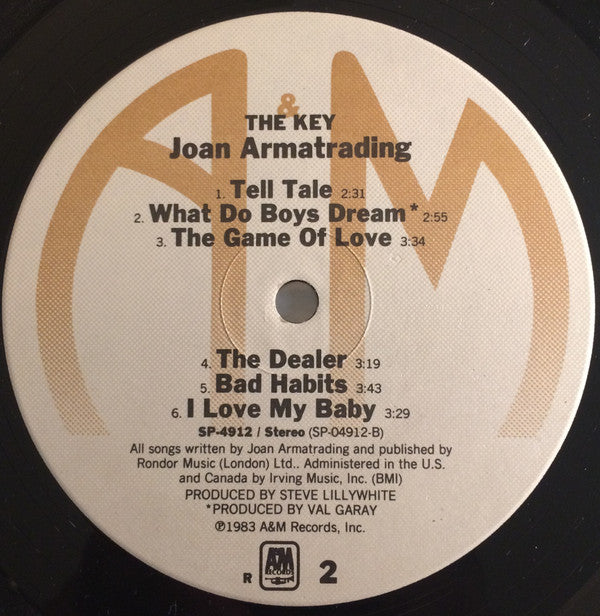 A&M
THE KEY
Joan Armatrading
1. Tell Tale 2:31
2. What Do Boys Dream* 2:55
3. The Game Of Love 3:34
4. The Dealer 3:19
5. Bad Habits 3:43
6. I Love My Baby 3:29
SP-4912 / Stereo (SP-04912-B)
All songs written by Joan Armatrading and published by
Rondor Music (London) Ltd.. Administered in the U.S.
and Canada by Irving Music, Inc. (BMI)
PRODUCED BY STEVE LILLYWHITE
*PRODUCED BY VAL GARAY
℗1983 A&M Records, Inc.
R A&M RECORDS 2